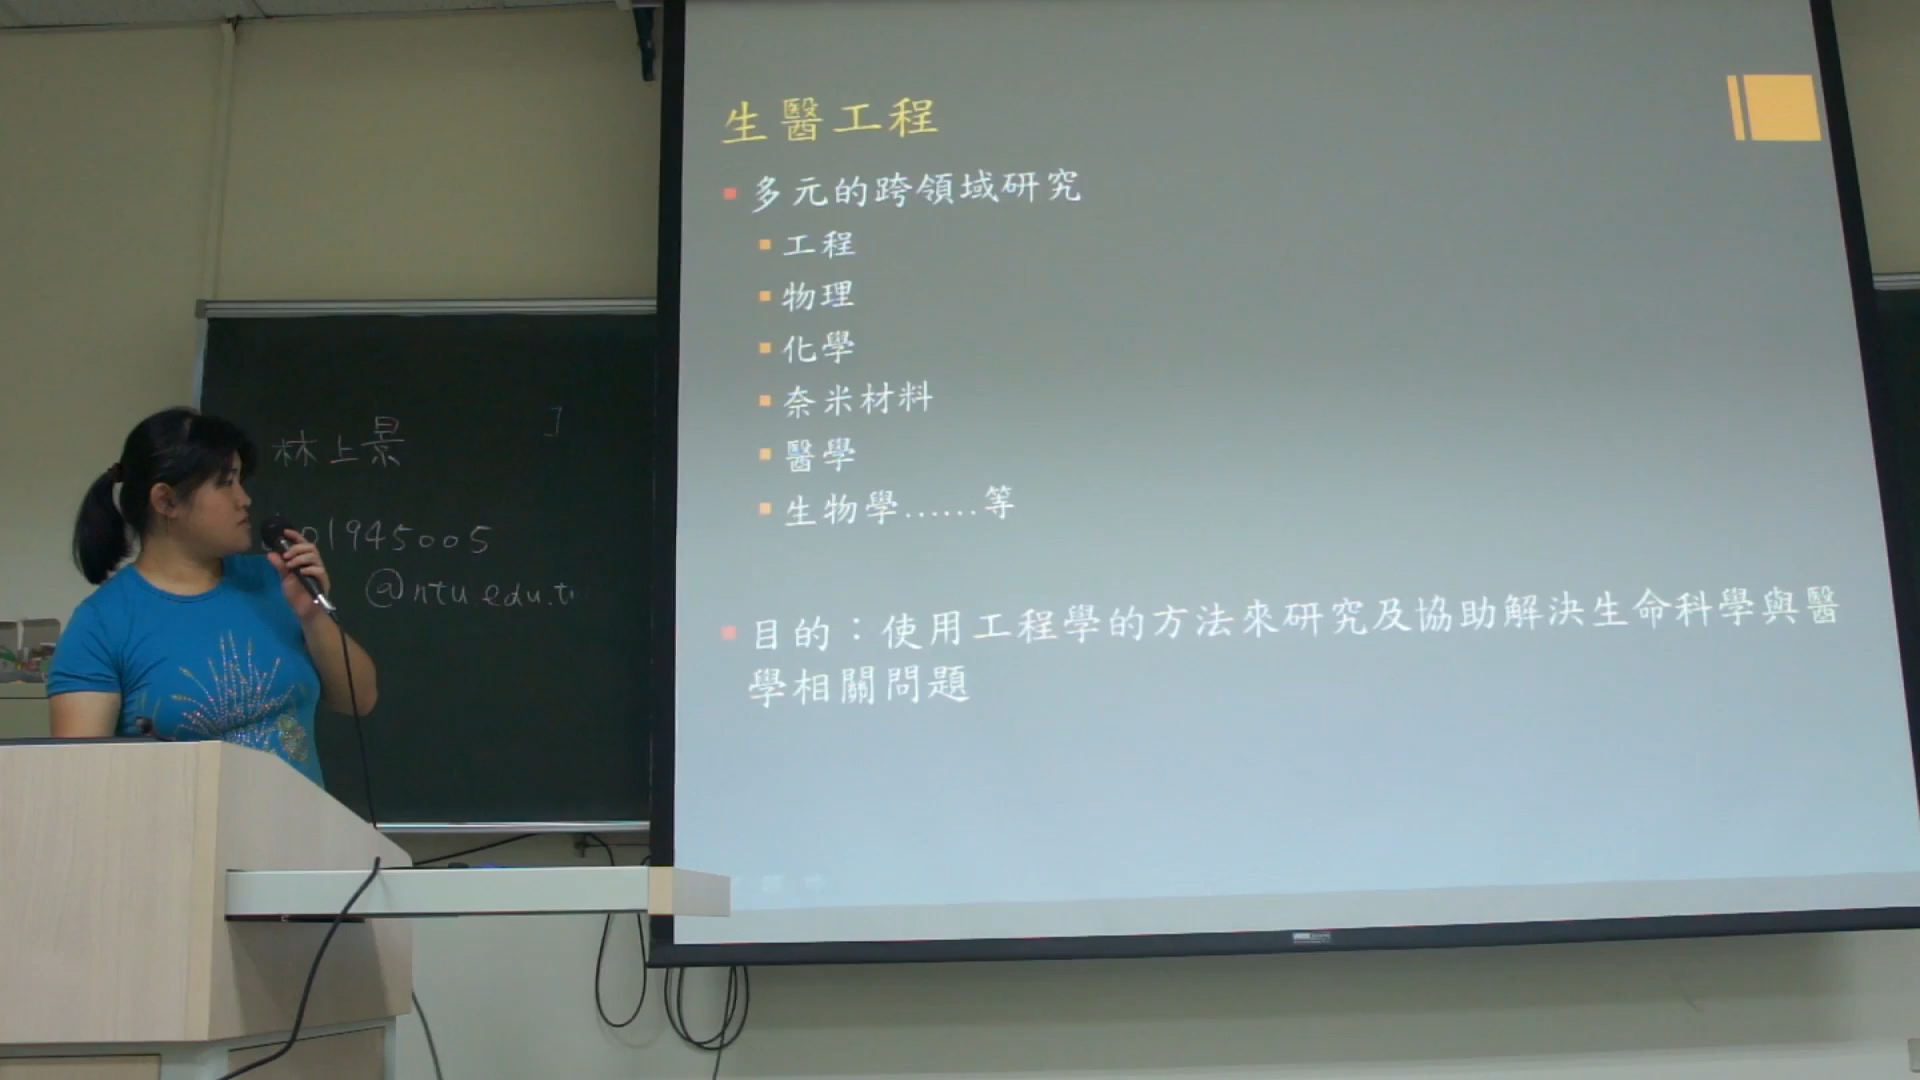 生醫工程
多元的跨領域研究
工程
物理
化學
奈米材料
醫學
生物學……等
目的：使用工程學的方法來研究及協助解決生命科學與醫
學相關問題
林上景
01945005
@ntu.edu.t